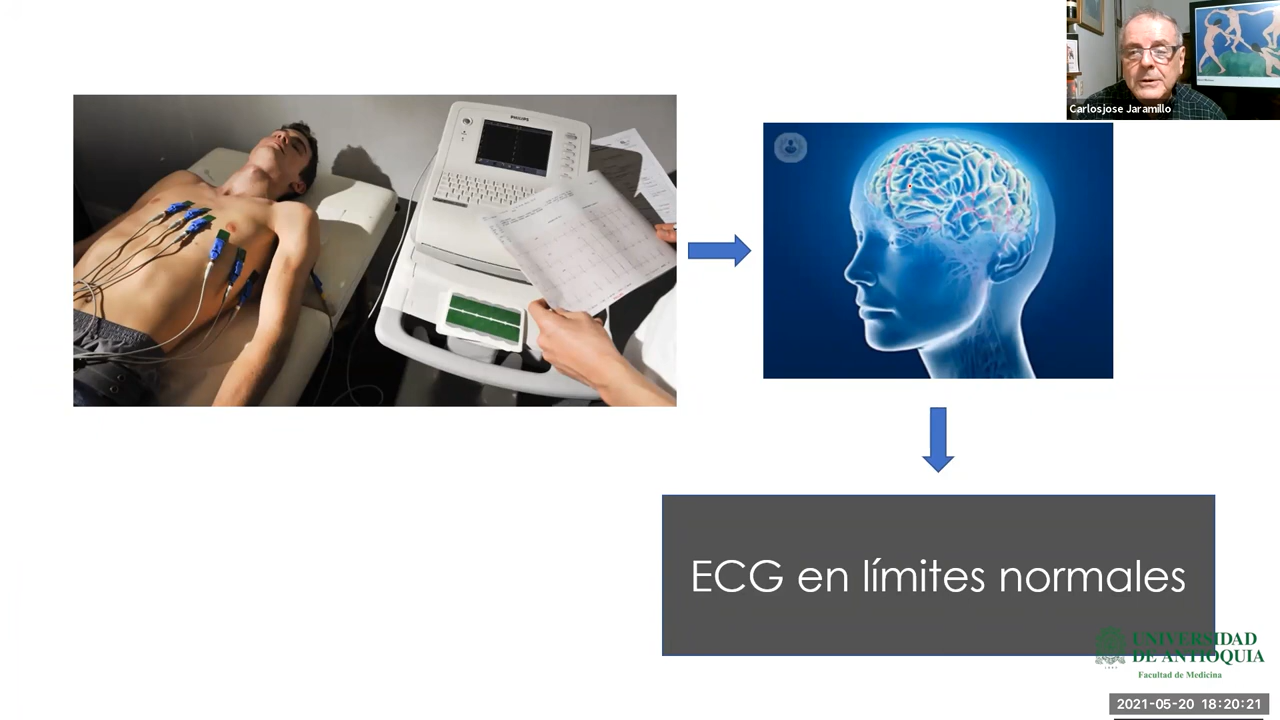 Carlosjose Jaramillo
PHILIPS
ECG en límites normales
UNIVERSIDAD
DE ANTIOQUIA
Facultad de Medicina
2021-05-20 18:20:21